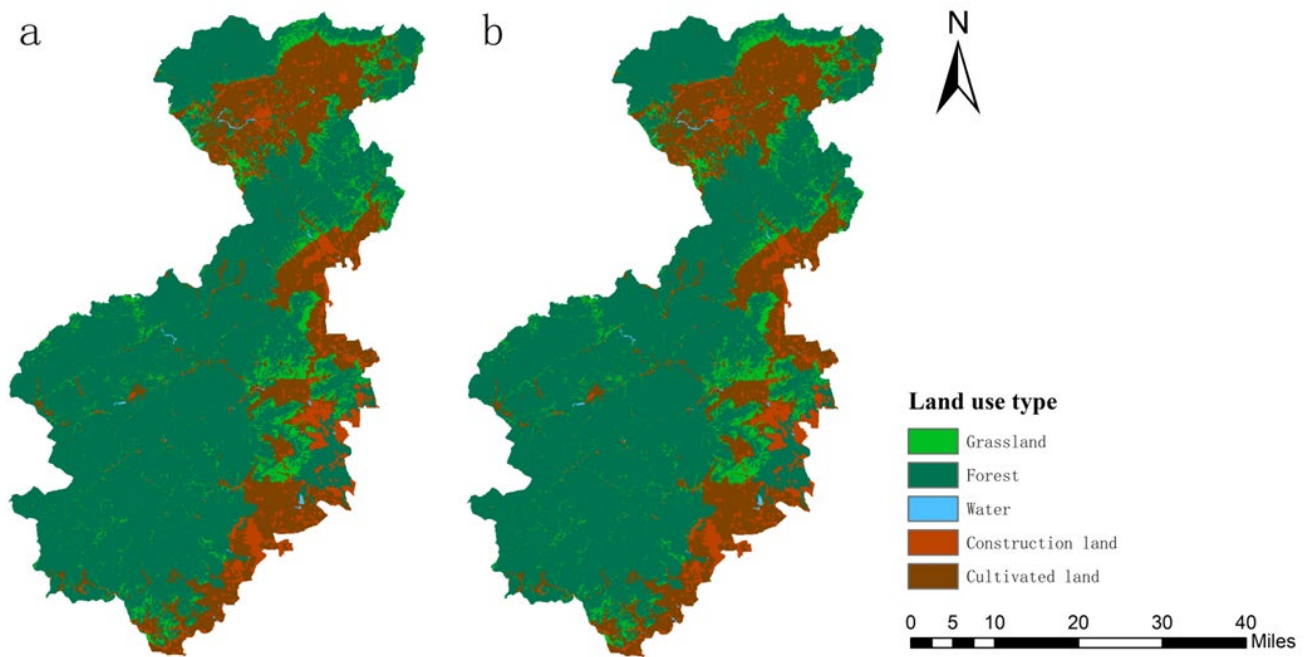 a
b
N
Land use type
Grassland
Forest
Water
Construction land
Cultivated land
0 5 10 20 30 40
Miles